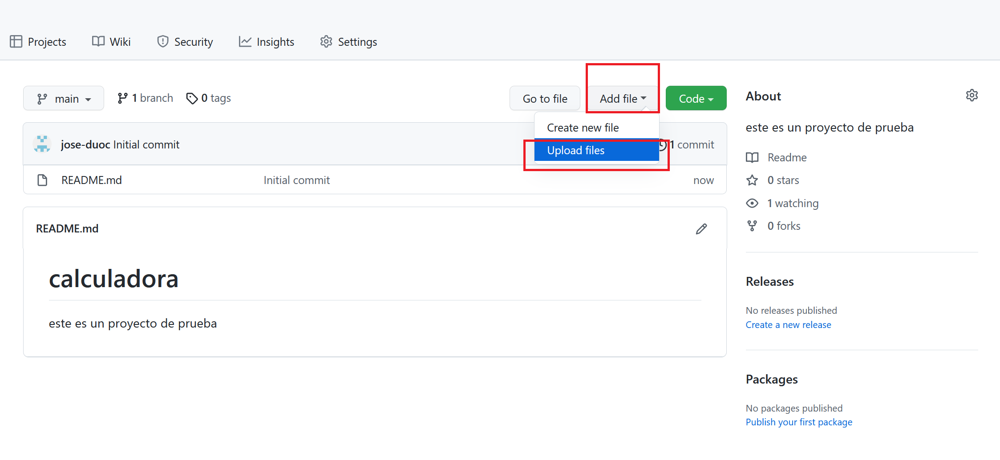 Projects Wiki Security Insights Settings
main 1 branch 0 tags Go to file Add file Code
Create new file
Upload files
jose-duoc Initial commit 1 commit
README.md Initial commit now
README.md
calculadora
este es un proyecto de prueba
About
este es un proyecto de prueba
Readme
0 stars
1 watching
0 forks
Releases
No releases published
Create a new release
Packages
No packages published
Publish your first package